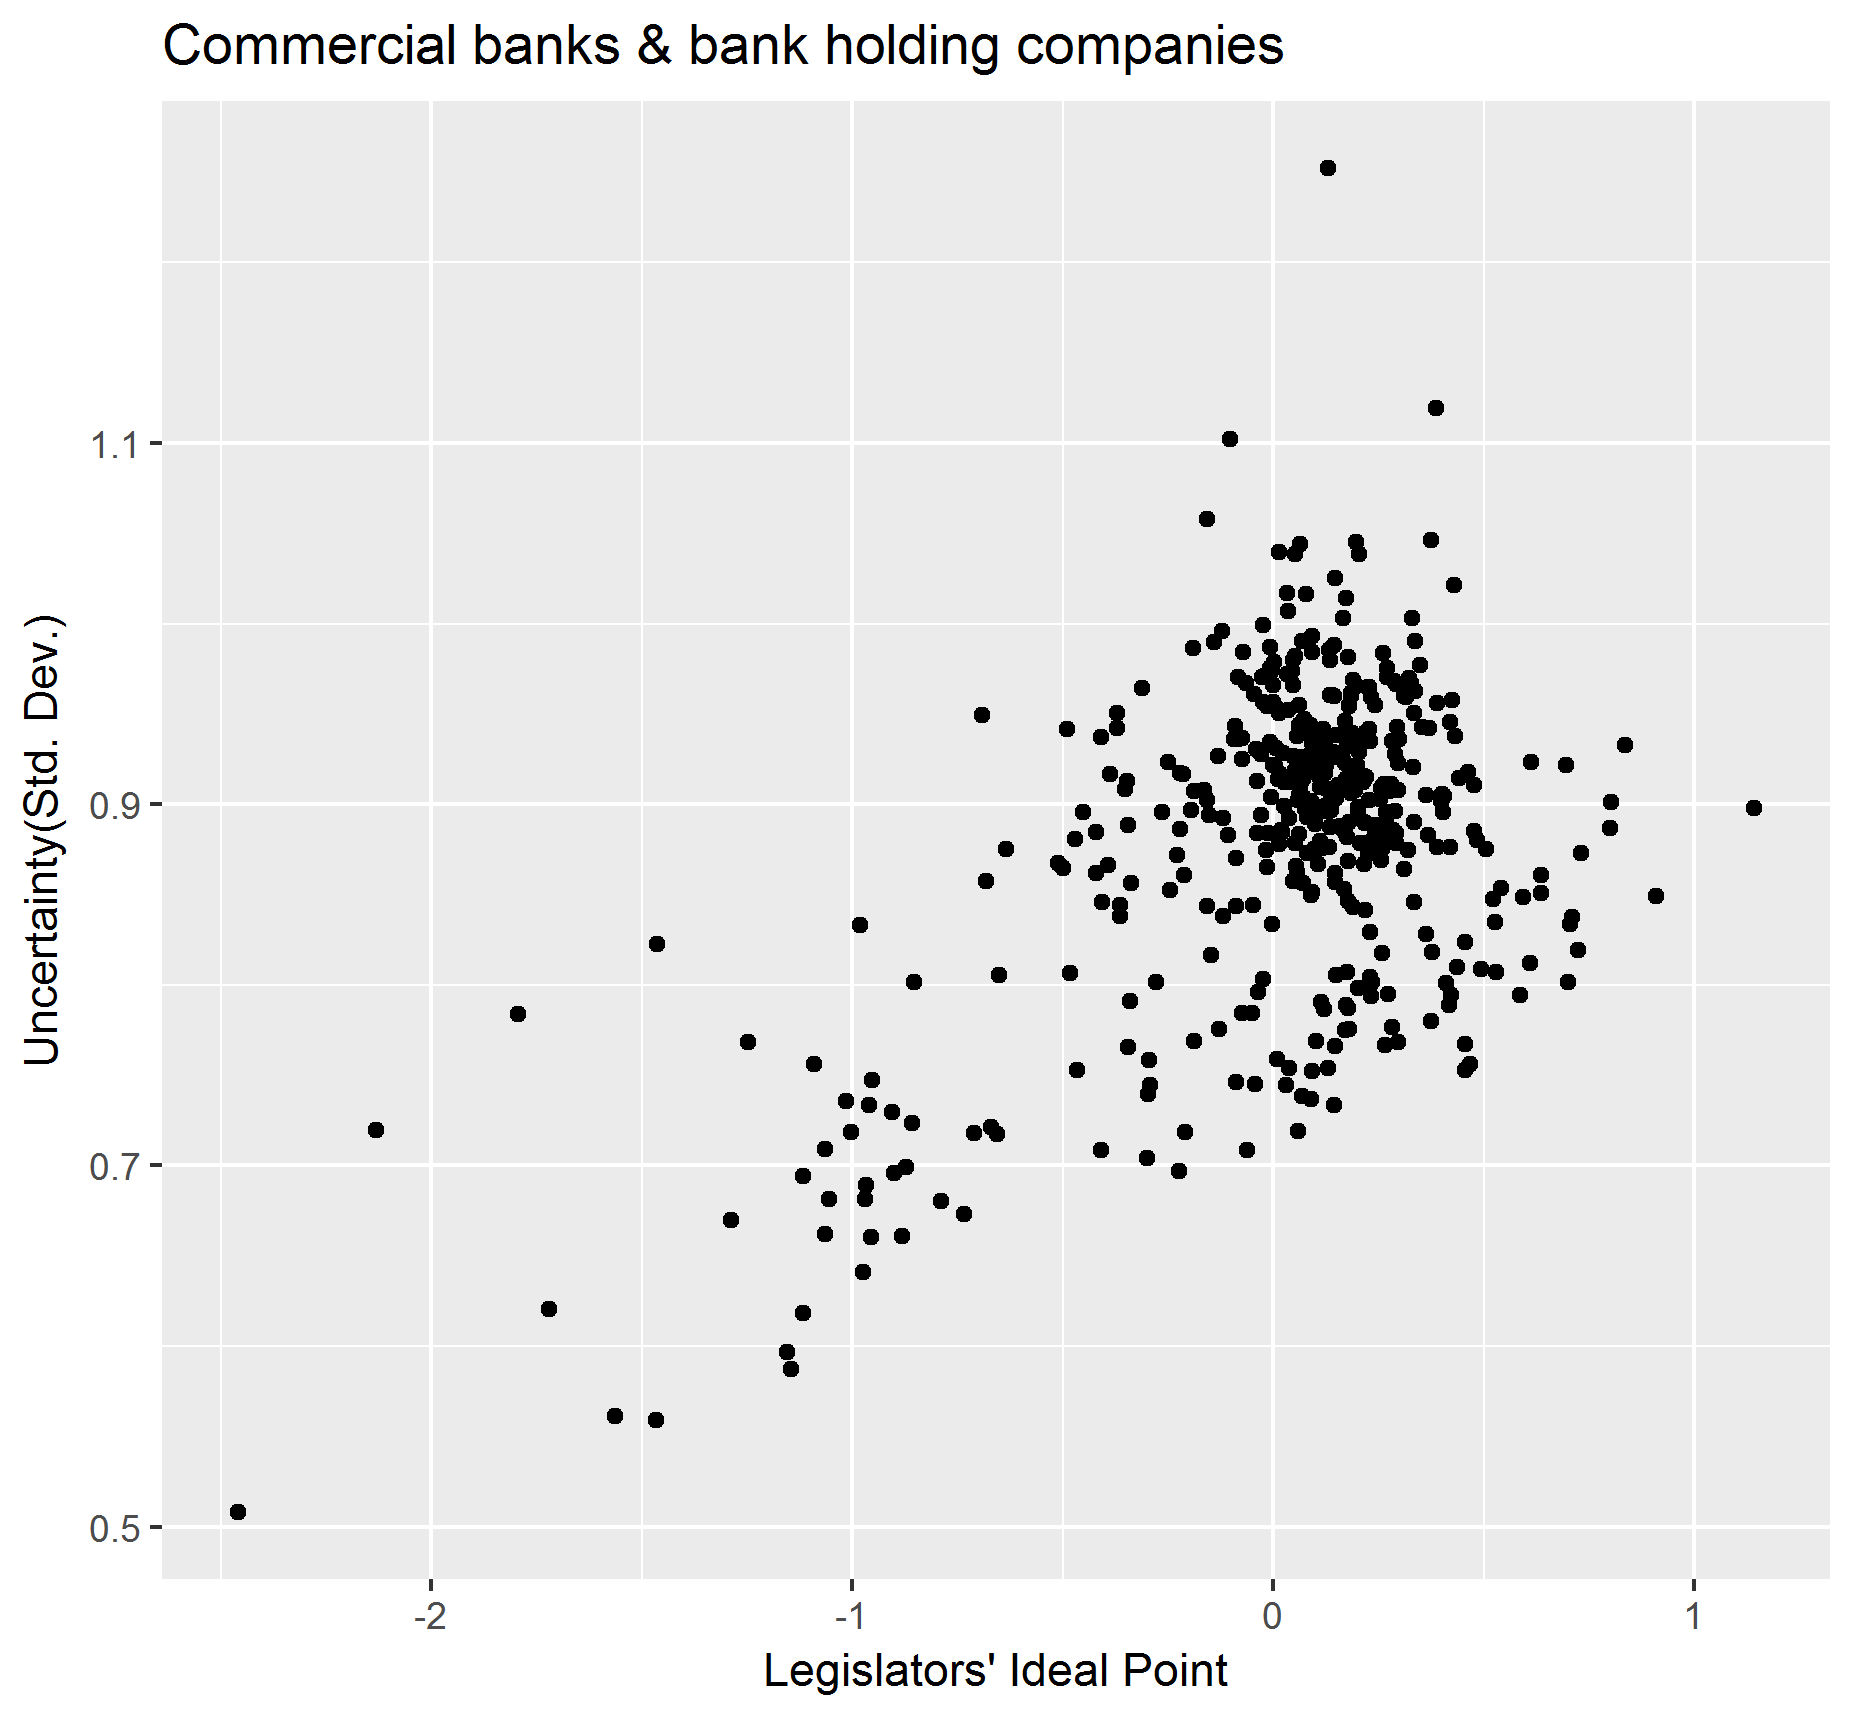 Commercial banks & bank holding companies
Uncertainty(Std. Dev.)
1.1
0.9
0.7
0.5
-2
-1
0
1
Legislators' Ideal Point